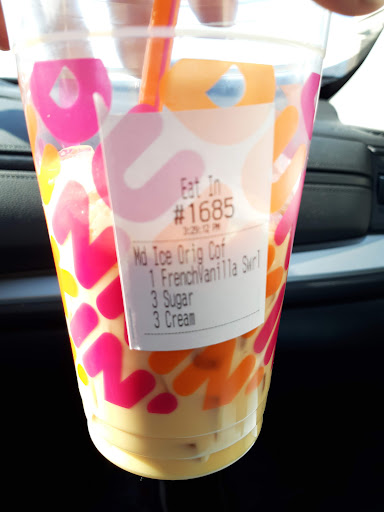 Eat In
#1685
3:29:12 PM
Md Ice Orig Cof
1 FrenchVanilla Swrl
3 Sugar
3 Cream